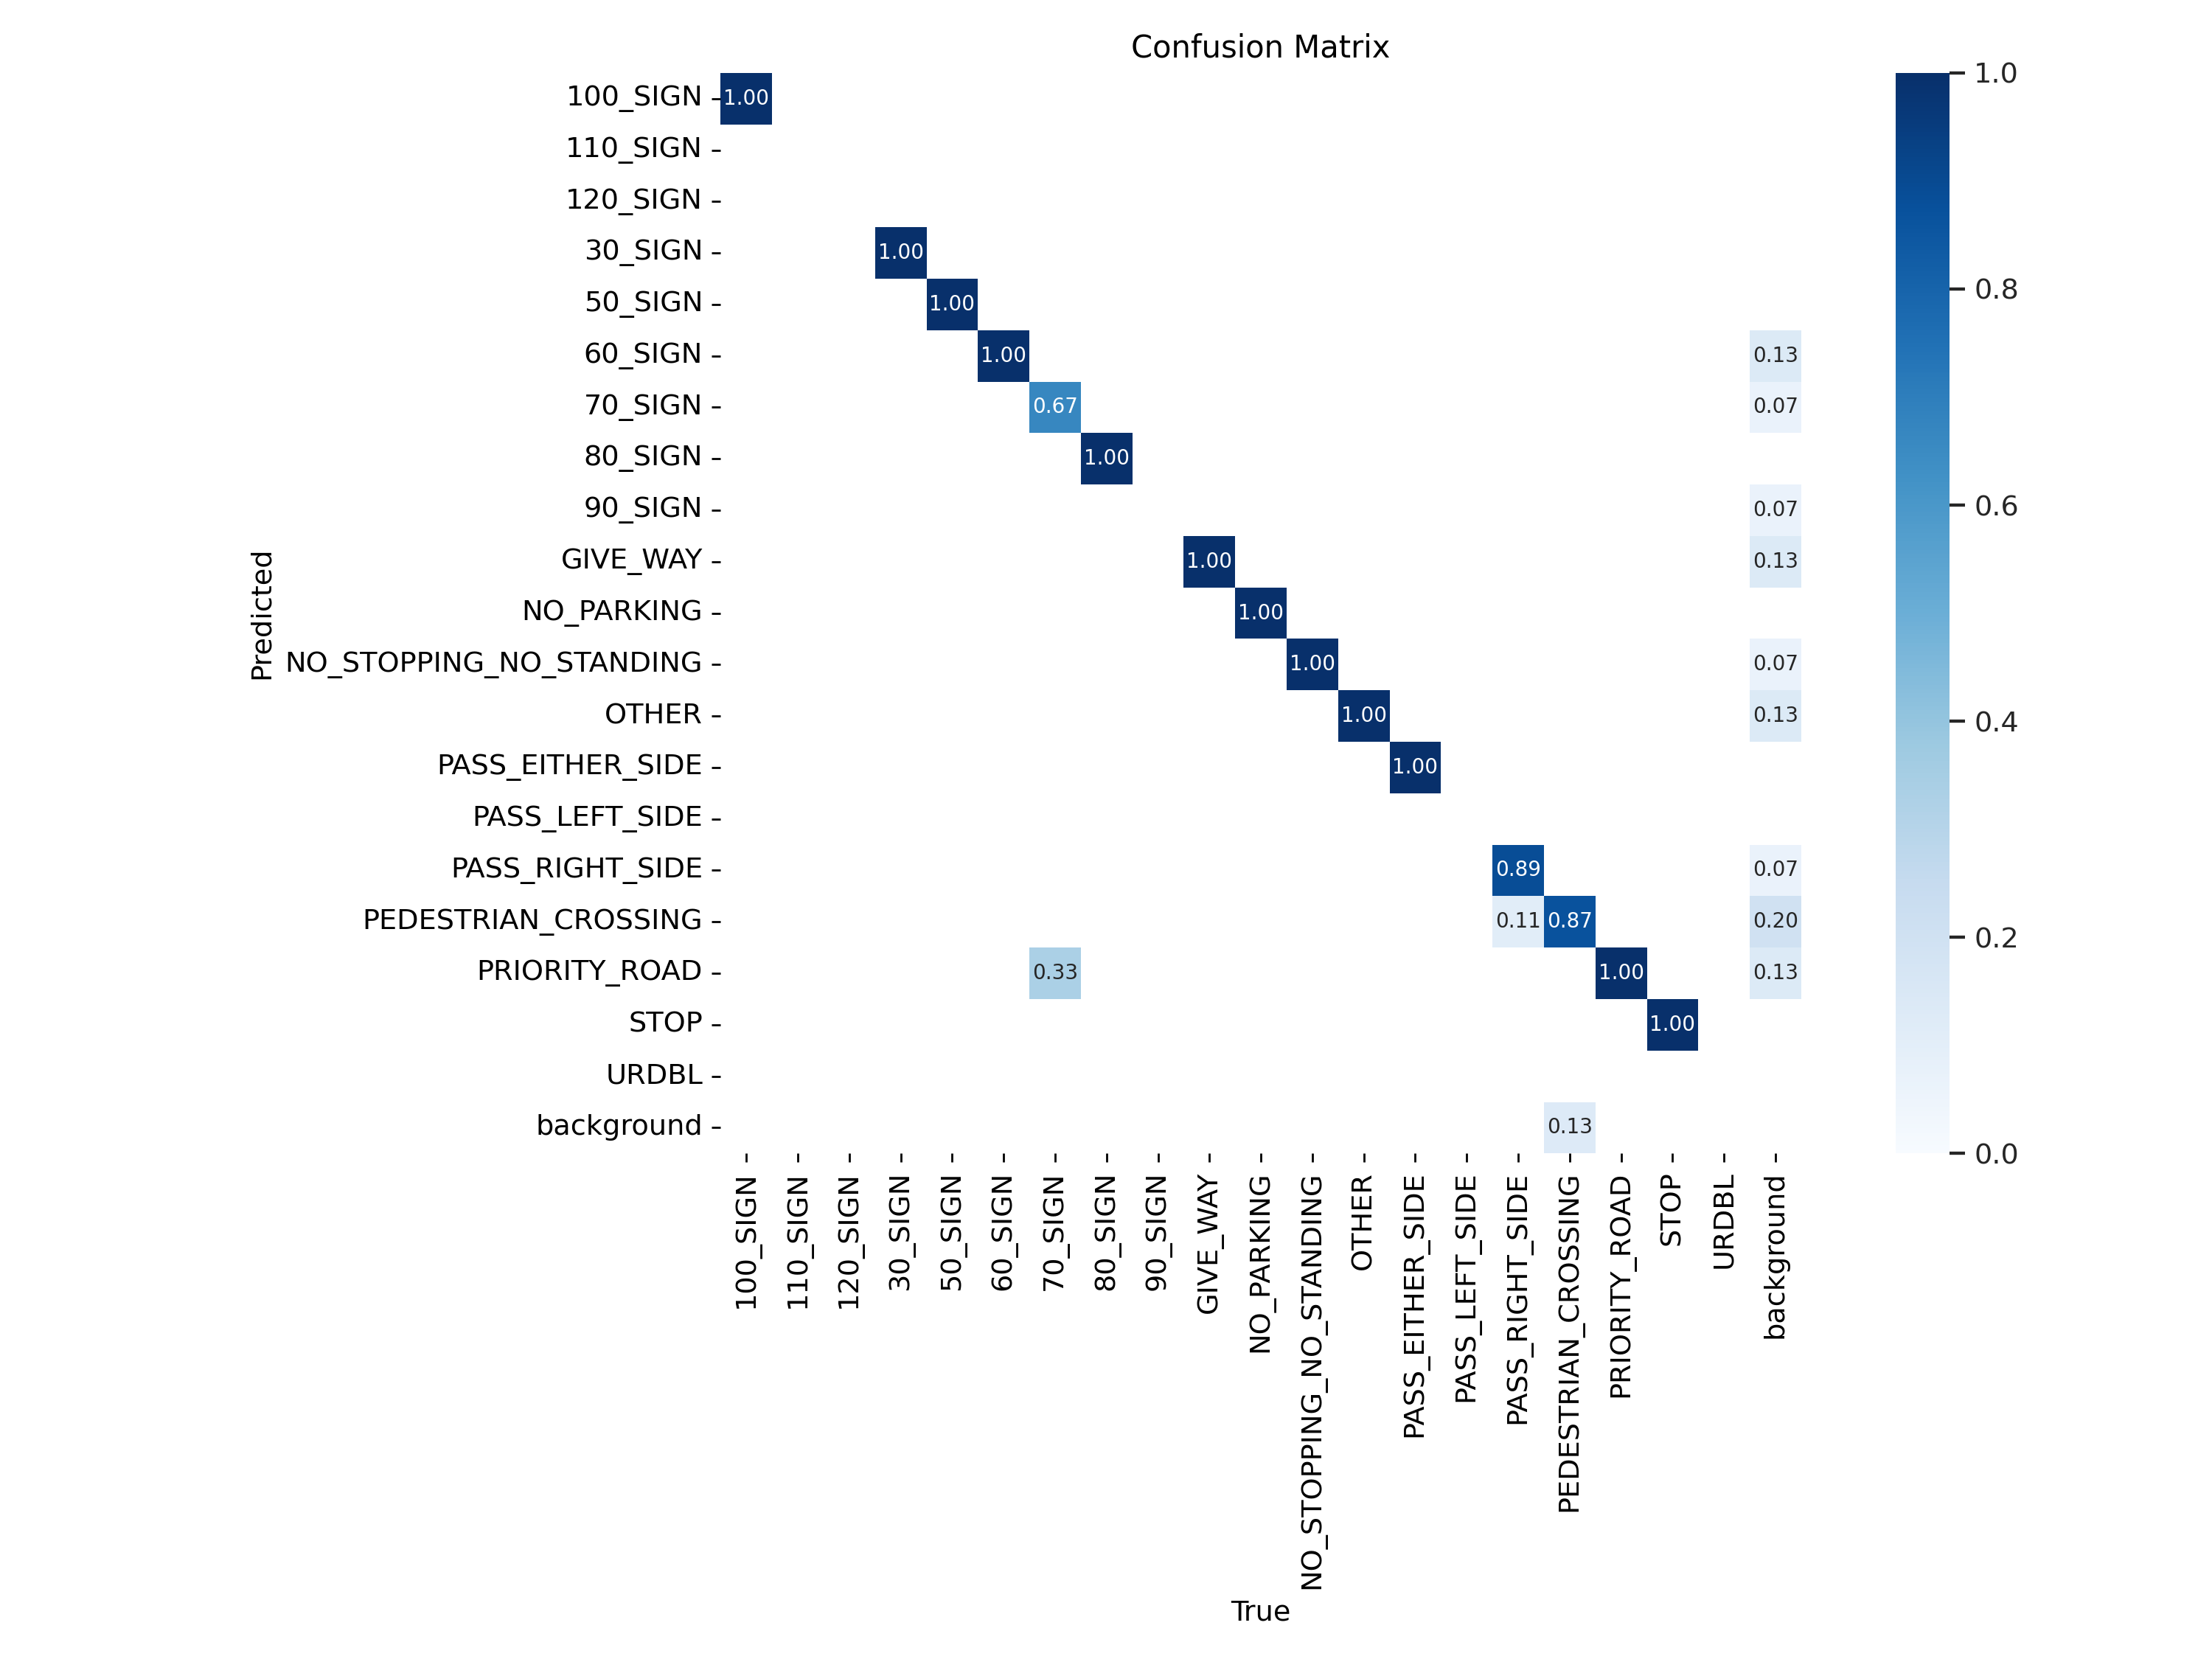 Confusion Matrix
Predicted
100_SIGN 1.00
110_SIGN
120_SIGN
30_SIGN 1.00
50_SIGN 1.00
60_SIGN 1.00 0.13
70_SIGN 0.67 0.07
80_SIGN 1.00
90_SIGN 0.07
GIVE_WAY 1.00 0.13
NO_PARKING 1.00
NO_STOPPING_NO_STANDING 1.00 0.07
OTHER 1.00 0.13
PASS_EITHER_SIDE 1.00
PASS_LEFT_SIDE
PASS_RIGHT_SIDE 0.89 0.07
PEDESTRIAN_CROSSING 0.11 0.87 0.20
PRIORITY_ROAD 0.33 1.00 0.13
STOP 1.00
URDBL
background 0.13
100_SIGN
110_SIGN
120_SIGN
30_SIGN
50_SIGN
60_SIGN
70_SIGN
80_SIGN
90_SIGN
GIVE_WAY
NO_PARKING
NO_STOPPING_NO_STANDING
OTHER
PASS_EITHER_SIDE
PASS_LEFT_SIDE
PASS_RIGHT_SIDE
PEDESTRIAN_CROSSING
PRIORITY_ROAD
STOP
URDBL
background
True
1.0
0.8
0.6
0.4
0.2
0.0